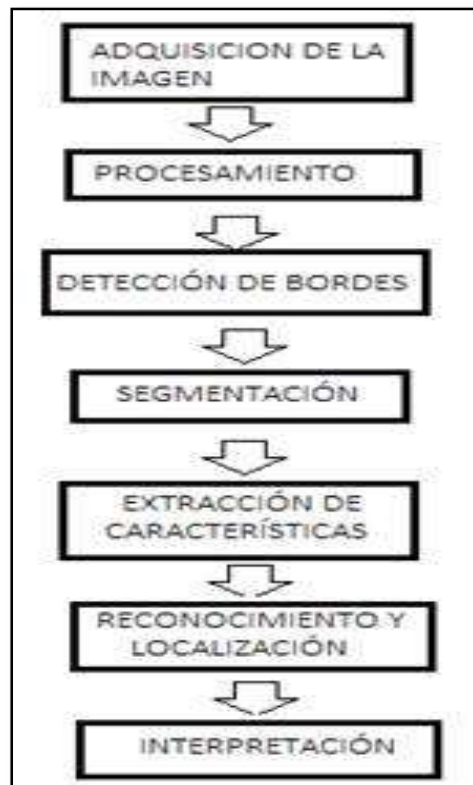 ADQUISICION DE LA
IMAGEN
PROCESAMIENTO
DETECCIÓN DE BORDES
SEGMENTACIÓN
EXTRACCIÓN DE
CARACTERÍSTICAS
RECONOCIMIENTO Y
LOCALIZACIÓN
INTERPRETACIÓN